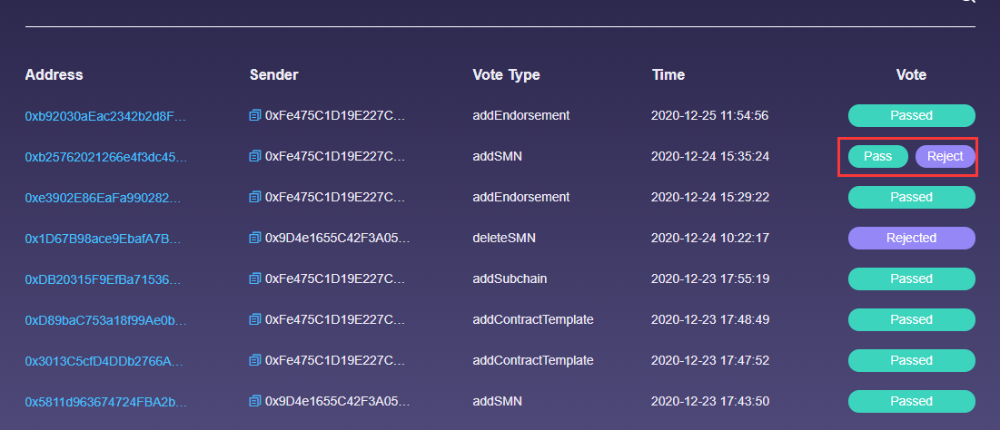 Address Sender Vote Type Time Vote
0xb92030aEac2342b2d8F... 0xFe475C1D19E227C... addEndorsement 2020-12-25 11:54:56 Passed
0xb25762021266e4f3dc45... 0xFe475C1D19E227C... addSMN 2020-12-24 15:35:24 Pass Reject
0xe3902E86EaFa990282... 0xFe475C1D19E227C... addEndorsement 2020-12-24 15:29:22 Passed
0x1D67B98ace9EbafA7B... 0x9D4e1655C42F3A05... deleteSMN 2020-12-24 10:22:17 Rejected
0xDB20315F9EfBa71536... 0xFe475C1D19E227C... addSubchain 2020-12-23 17:55:19 Passed
0xD89baC753a18f99Ae0b... 0xFe475C1D19E227C... addContractTemplate 2020-12-23 17:48:49 Passed
0x3013C5cfD4DDb2766A... 0xFe475C1D19E227C... addContractTemplate 2020-12-23 17:47:52 Passed
0x5811d963674724FBA2b... 0x9D4e1655C42F3A05... addSMN 2020-12-23 17:43:50 Passed